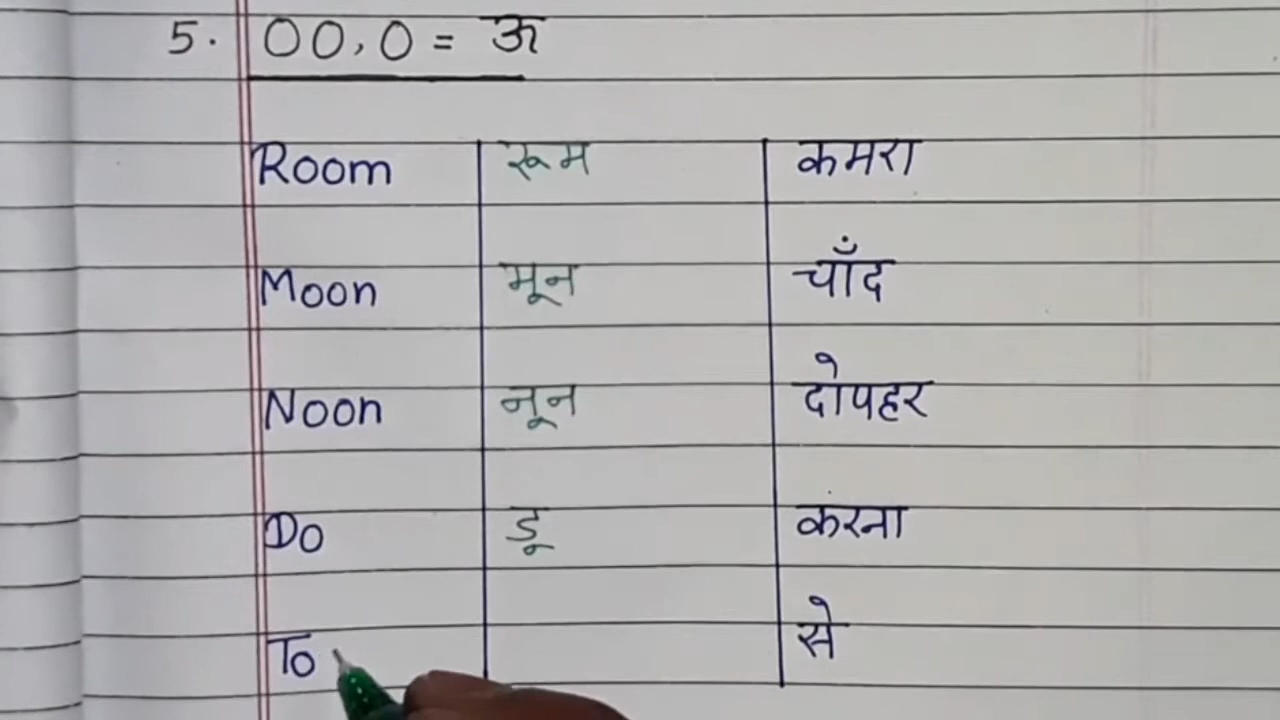 5. OO, O = ऊ
Room रूम कमरा
Moon मून चाँद
Noon नून दोपहर
Do डू करना
To से